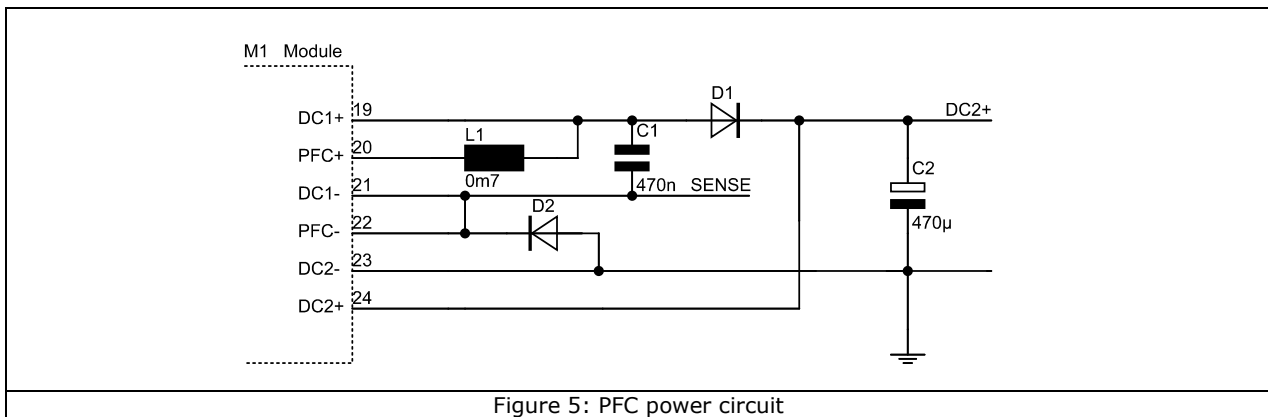 M1 Module
D1
DC1+ 19
DC2+
C1
L1
PFC+ 20
C2
0m7
470n SENSE
DC1- 21
D2
470µ
PFC- 22
DC2- 23
DC2+ 24
Figure 5: PFC power circuit